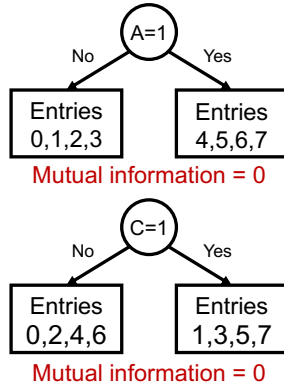 A=1
No Yes
Entries Entries
0,1,2,3 4,5,6,7
Mutual information = 0
C=1
No Yes
Entries Entries
0,2,4,6 1,3,5,7
Mutual information = 0